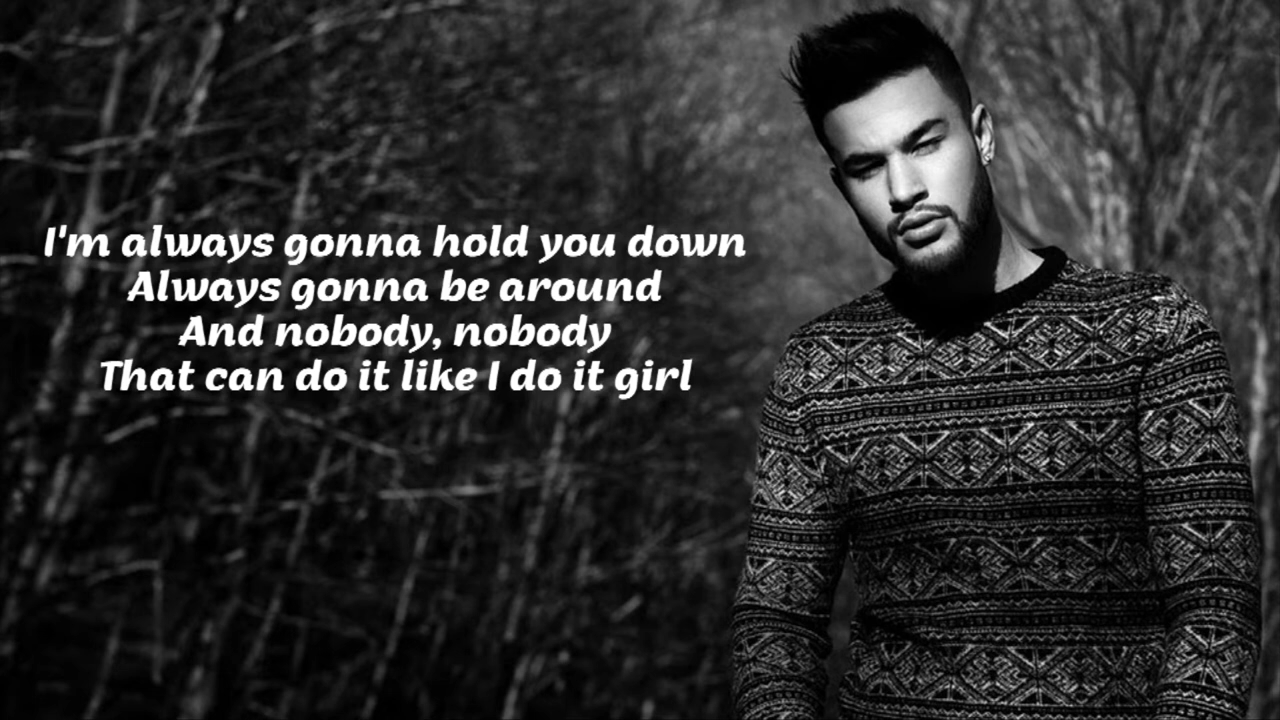 I'm always gonna hold you down
Always gonna be around
And nobody, nobody
That can do it like I do it girl